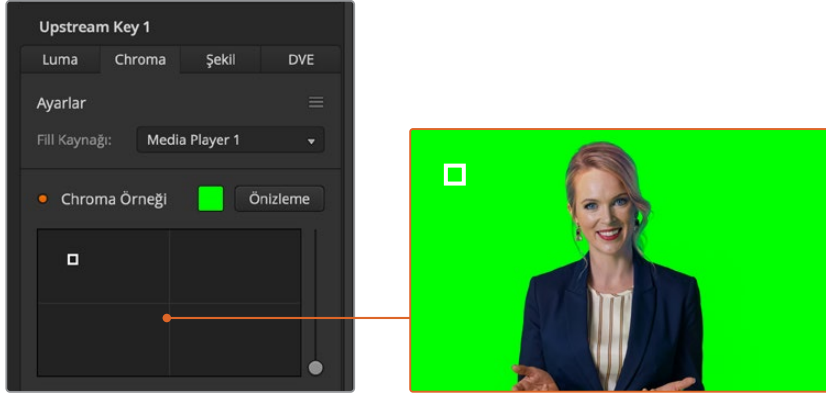 Upstream Key 1
Luma Chroma Şekil DVE
Ayarlar
Fill Kaynağı: Media Player 1
Chroma Örneği Önizleme